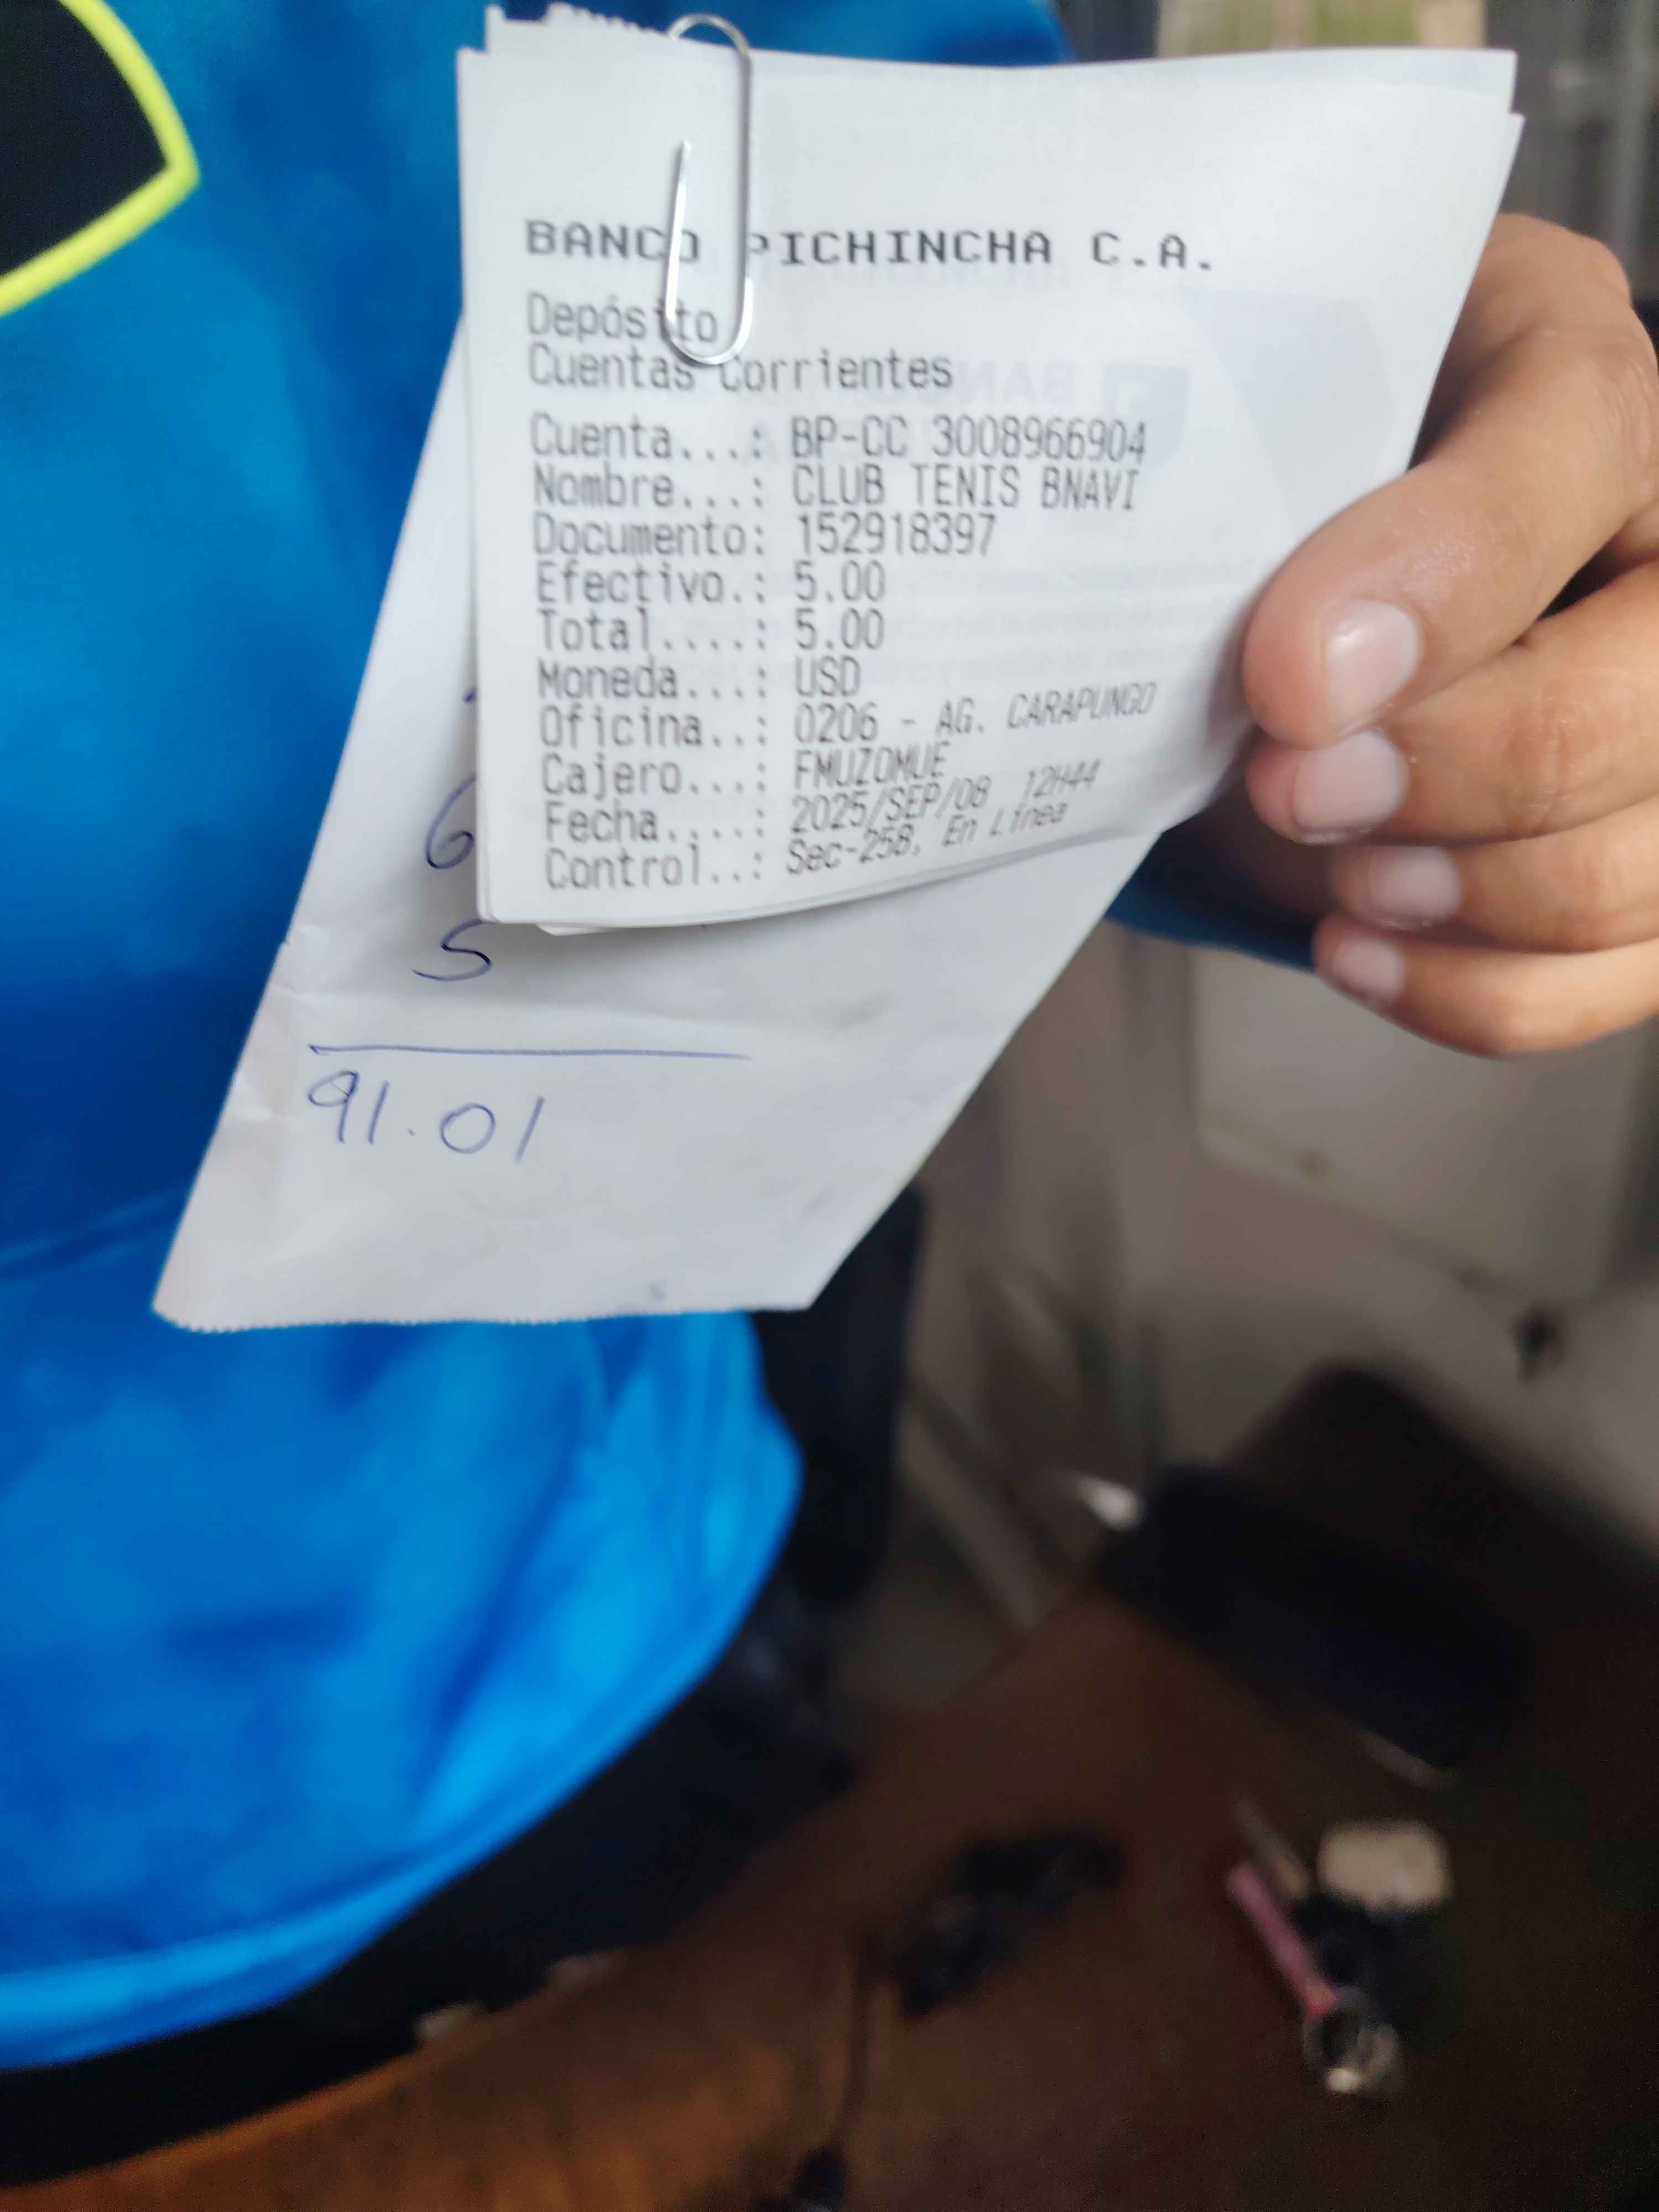 BANCO PICHINCHA C.A.
Depósito
Cuentas Corrientes
Cuenta...: BP-CC 3008966904
Nombre...: CLUB TENIS BNAVI
Documento: 152918397
Efectivo.: 5.00
Total....: 5.00
Moneda...: USD
Oficina..: 0206 - AG. CARAPUNGO
Cajero...: FMUZOMUE
Fecha....: 2025/SEP/08 12H44
Control..: Sec-258, En Línea
6
5
91.01